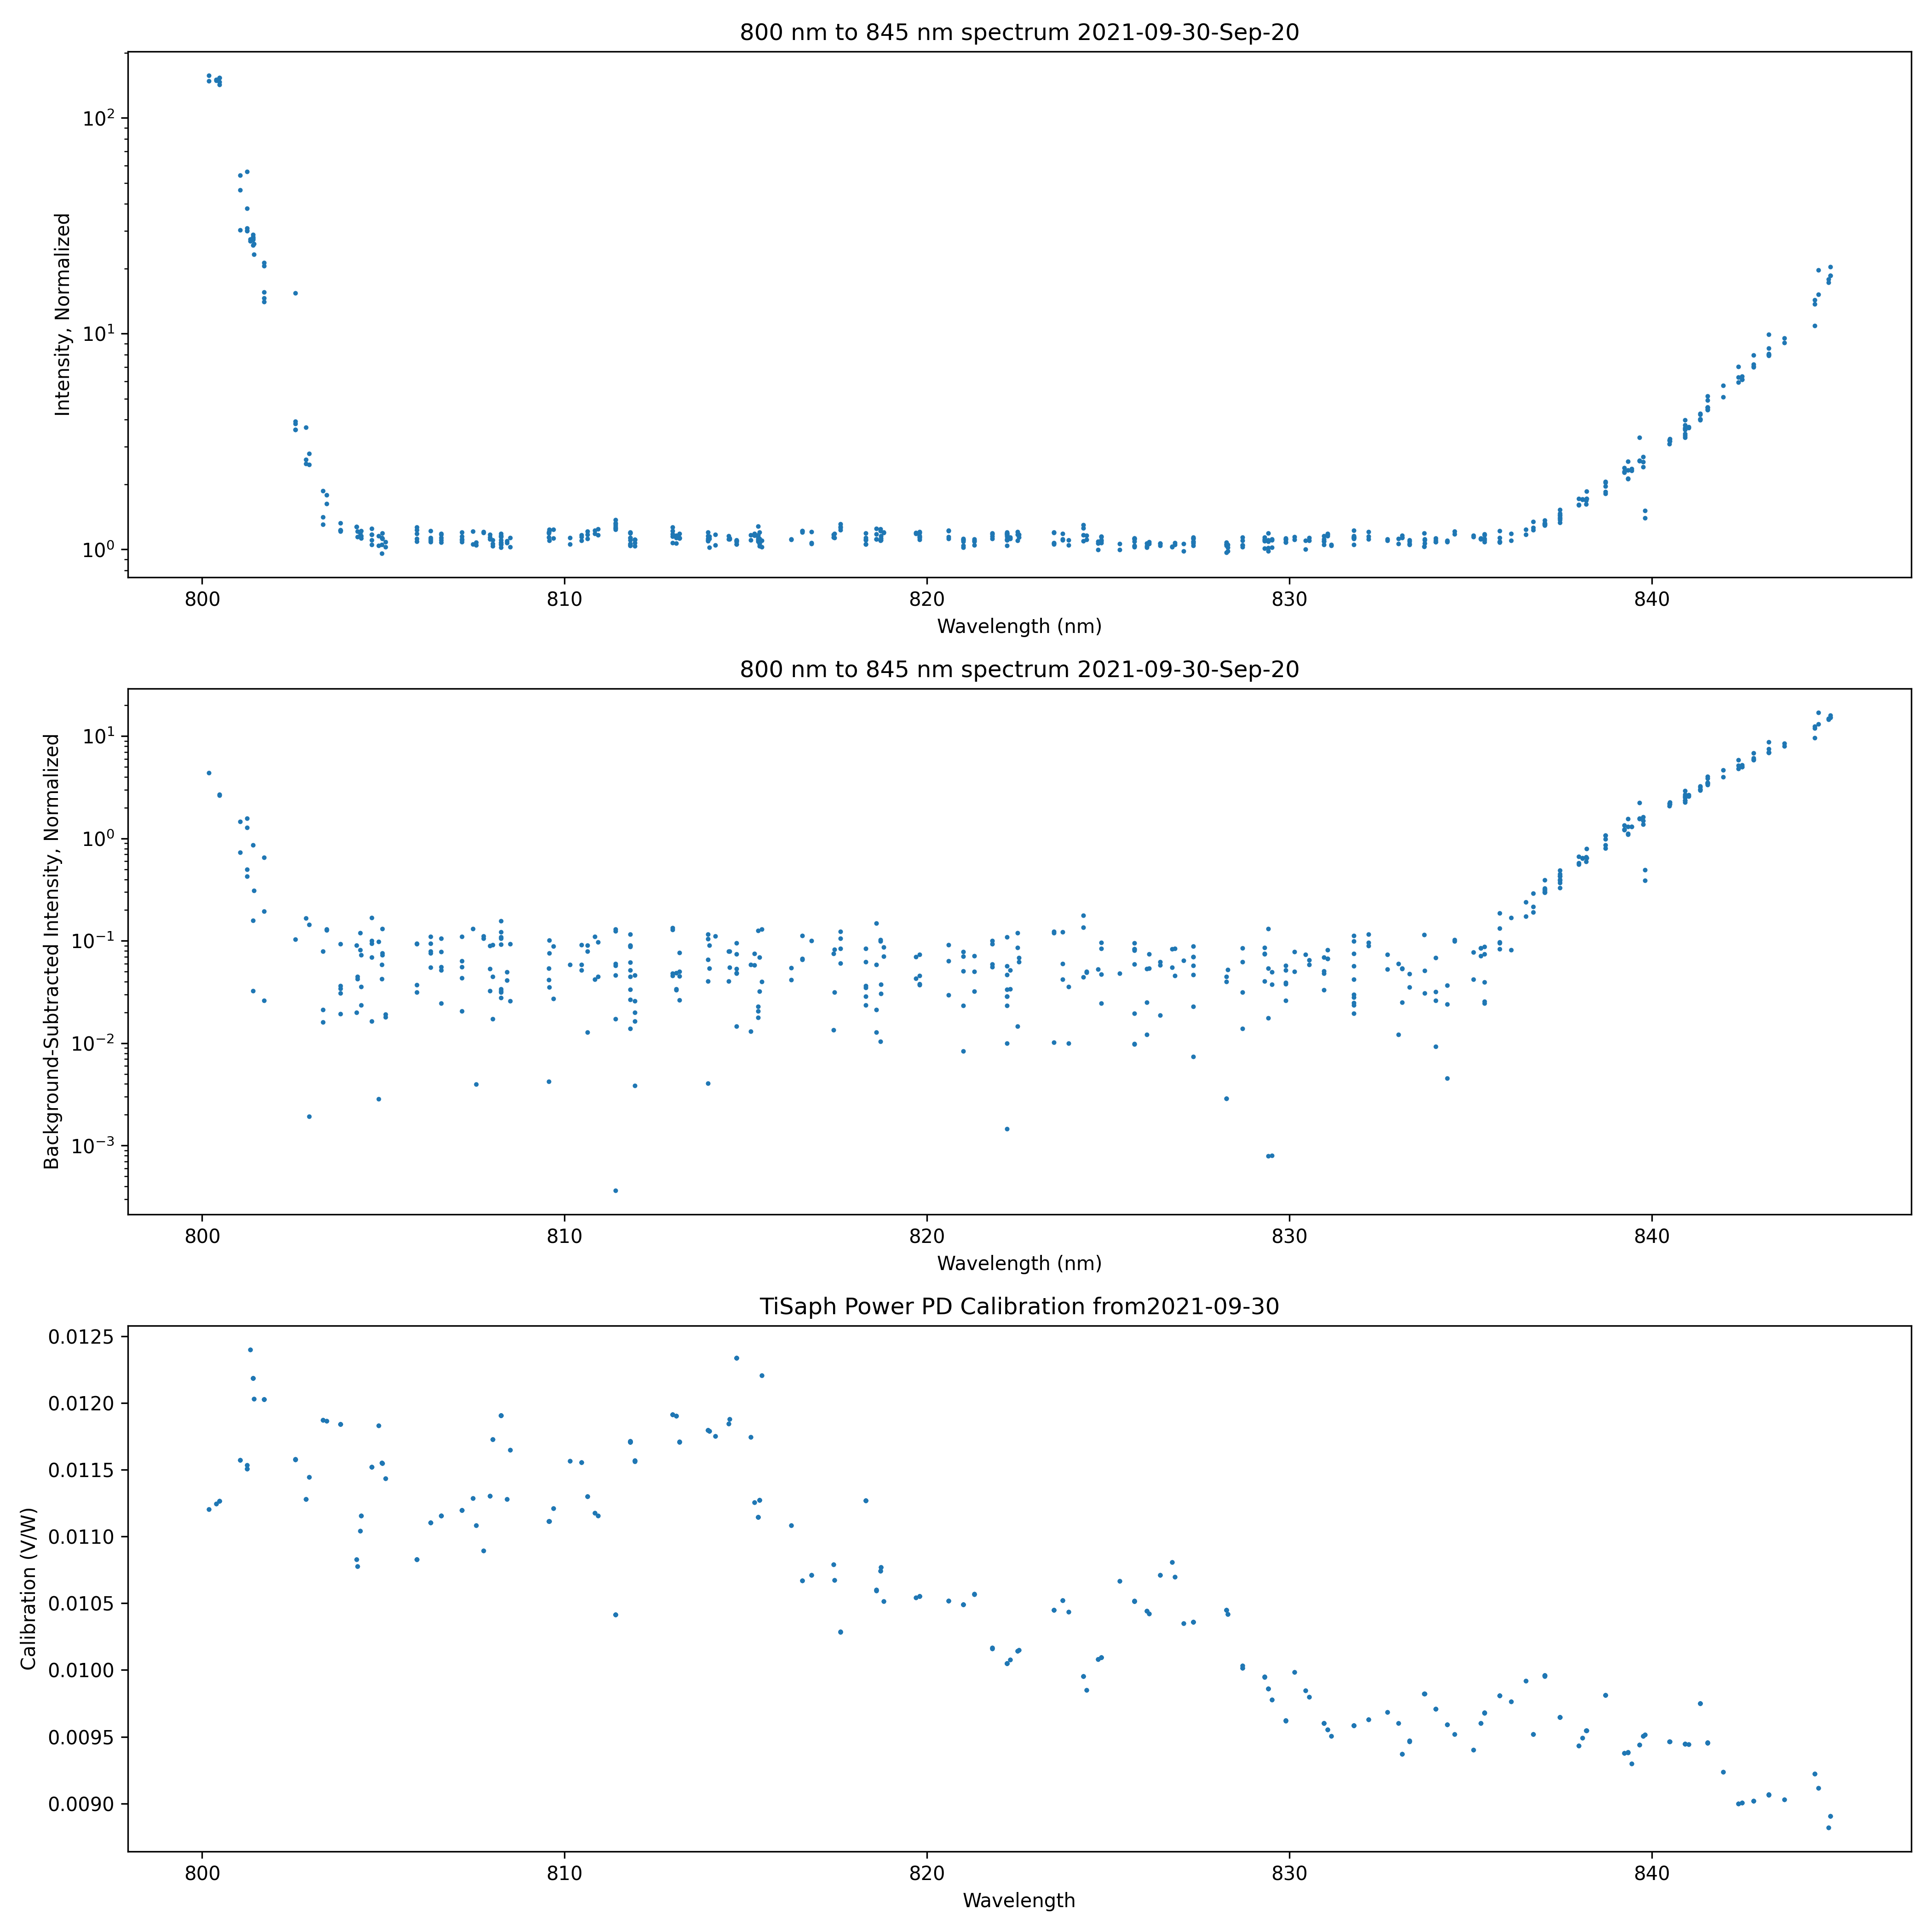 800 nm to 845 nm spectrum 2021-09-30-Sep-20
Intensity, Normalized
10²
10¹
10⁰
800 810 820 830 840
Wavelength (nm)
800 nm to 845 nm spectrum 2021-09-30-Sep-20
Background-Subtracted Intensity, Normalized
10¹
10⁰
10⁻¹
10⁻²
10⁻³
800 810 820 830 840
Wavelength (nm)
TiSaph Power PD Calibration from2021-09-30
Calibration (V/W)
0.0125
0.0120
0.0115
0.0110
0.0105
0.0100
0.0095
0.0090
800 810 820 830 840
Wavelength